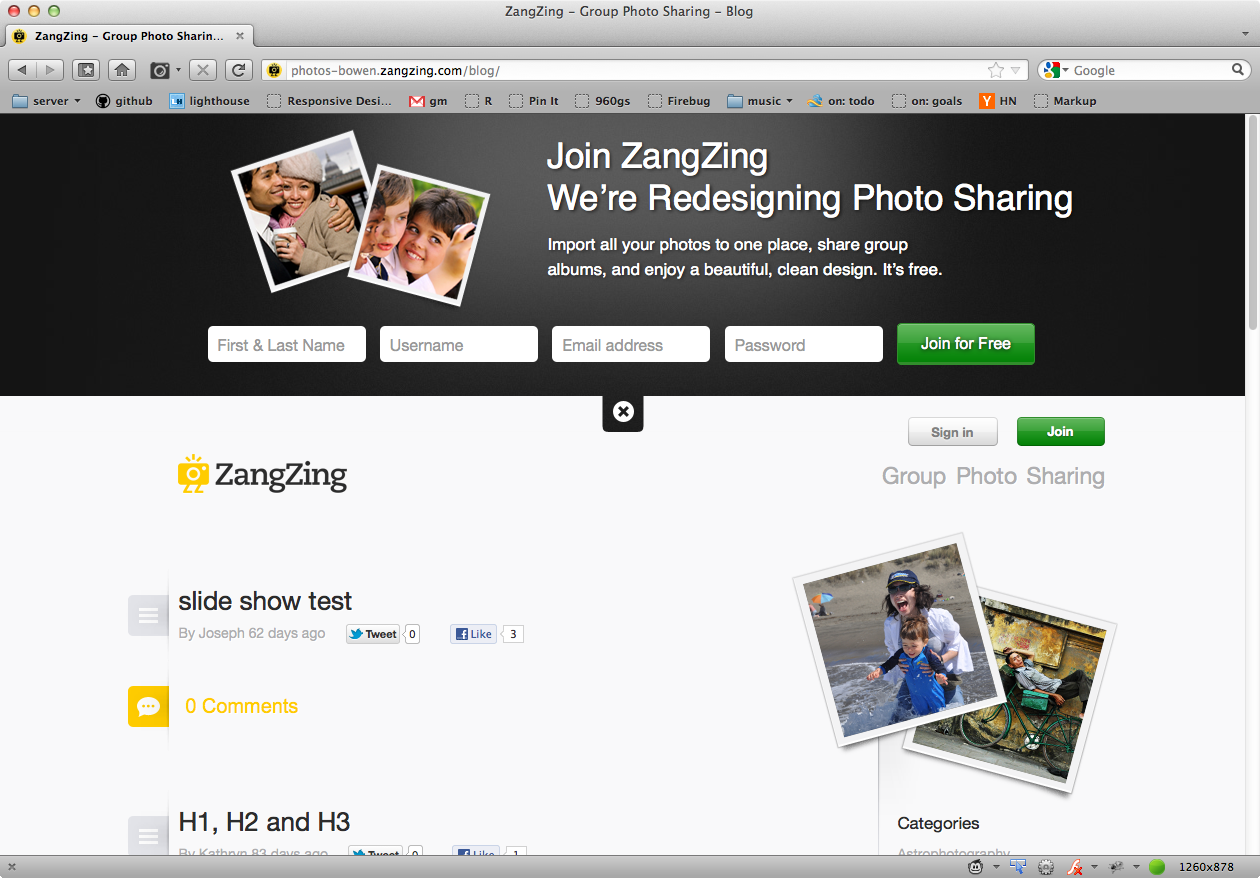 ZangZing – Group Photo Sharing – Blog
ZangZing – Group Photo Sharin...
photos-bowen.zangzing.com/blog/
Google
server
github
lighthouse
Responsive Desi...
gm
R
Pin It
960gs
Firebug
music
on: todo
on: goals
HN
Markup
Join ZangZing
We're Redesigning Photo Sharing
Import all your photos to one place, share group
albums, and enjoy a beautiful, clean design. It's free.
First & Last Name
Username
Email address
Password
Join for Free
Sign in
Join
ZangZing
Group Photo Sharing
slide show test
By Joseph 62 days ago
Tweet
0
Like
3
0 Comments
H1, H2 and H3
By Kathryn 83 days ago
Tweet
0
Like
1
Categories
Astrophotography
1260x878